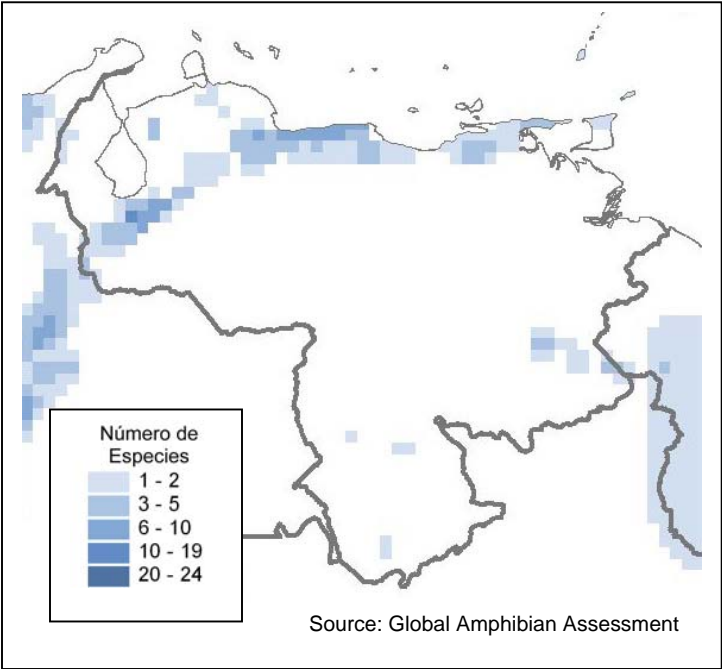 Número de
Especies
1 - 2
3 - 5
6 - 10
10 - 19
20 - 24
Source: Global Amphibian Assessment